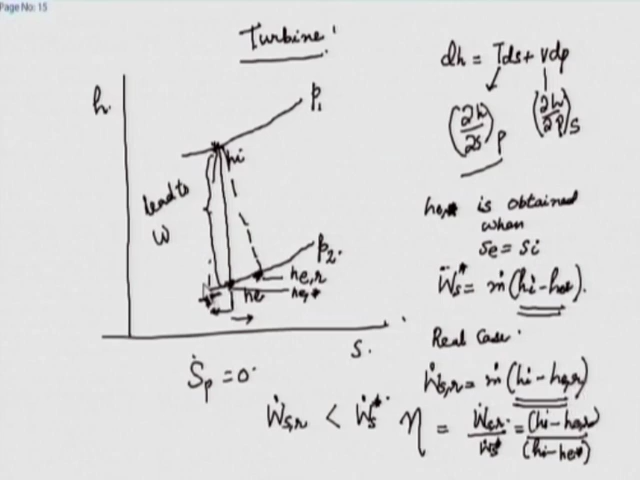 Page No: 15
Turbine
dh = Tds + vdp
(∂h/∂s)p (∂h/∂p)s
h
p1
hi
lead to
W
he,* is obtained
when
se = si
p2
he,r
he
he,*
Ẇs* = ṁ(hi - he*).
s.
Real Case
Ṡp = 0
Ẇs,r = ṁ(hi - he,r)
Ẇs,r < Ẇs*
η = Ẇs,r/Ẇs* = (hi - he,r)/(hi - he*)